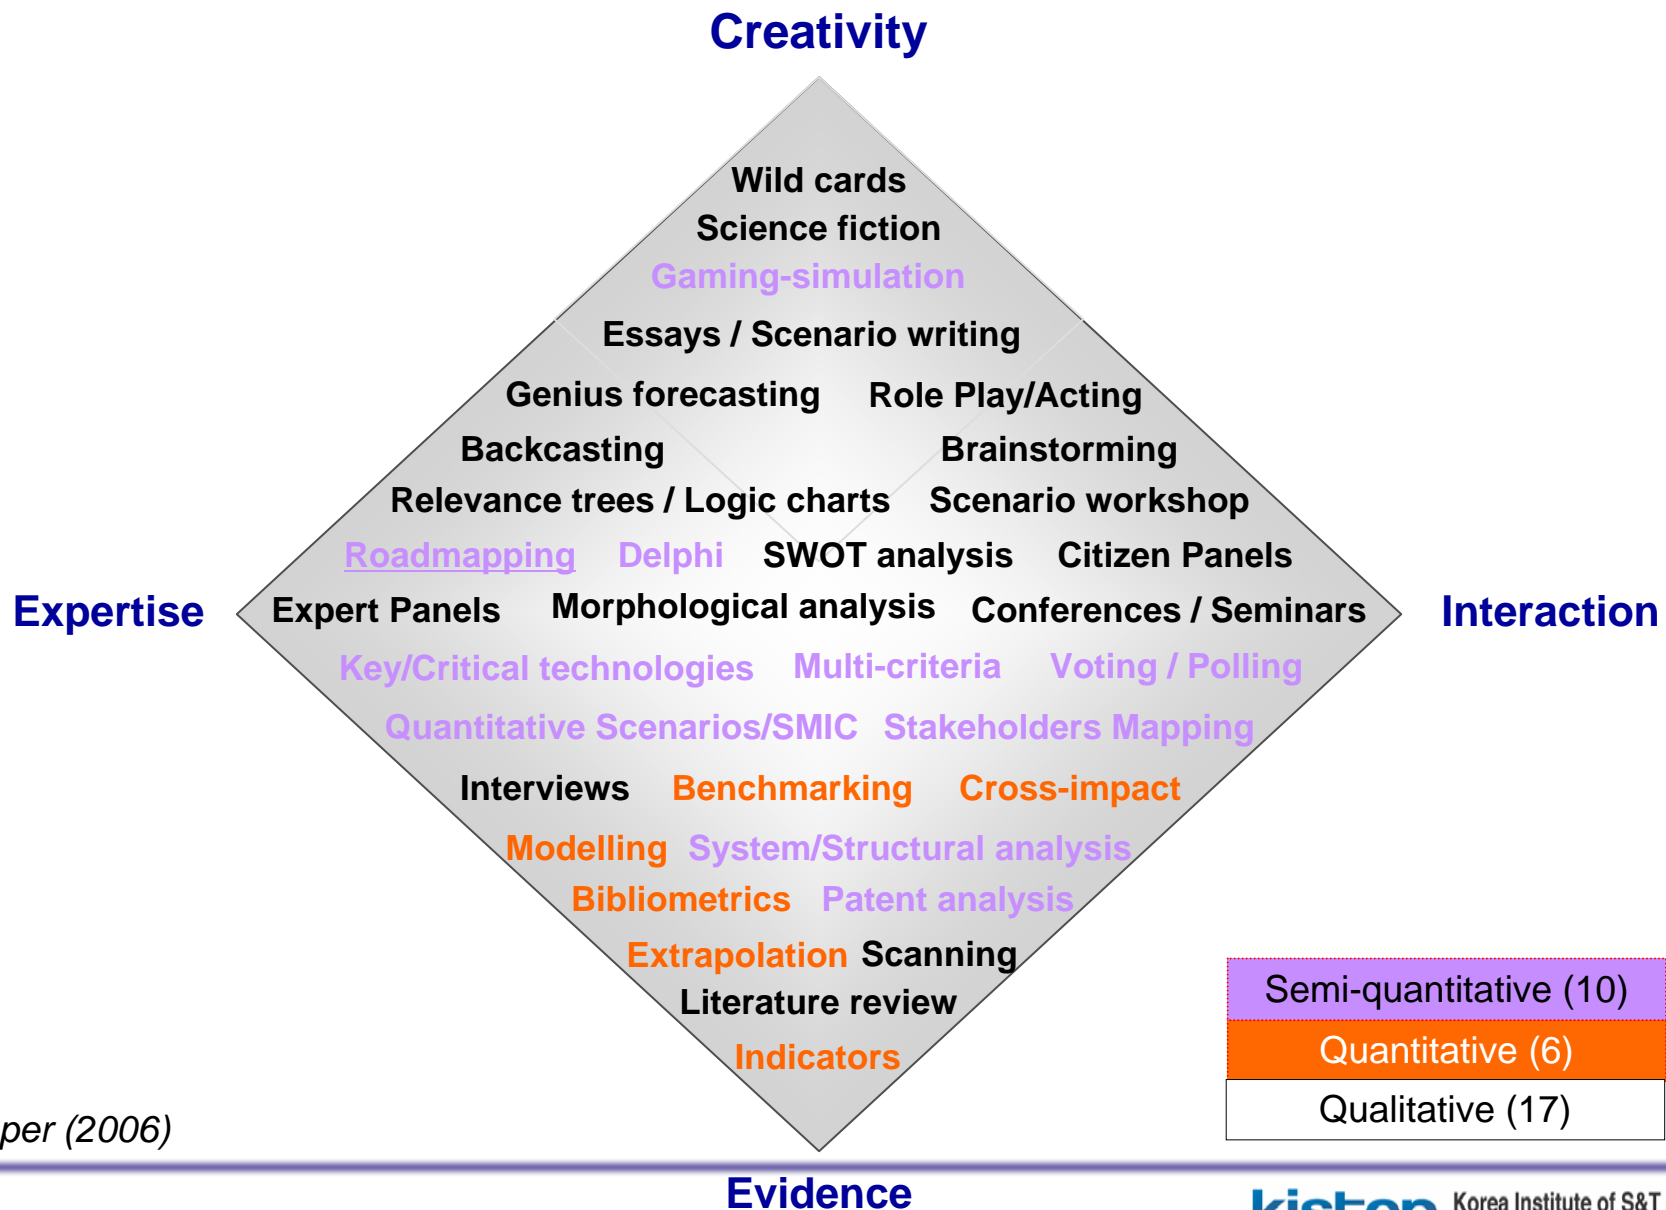 Creativity
Wild cards
Science fiction
Gaming-simulation
Essays / Scenario writing
Genius forecasting Role Play/Acting
Backcasting Brainstorming
Relevance trees / Logic charts Scenario workshop
Roadmapping Delphi SWOT analysis Citizen Panels
Expertise Expert Panels Morphological analysis Conferences / Seminars Interaction
Key/Critical technologies Multi-criteria Voting / Polling
Quantitative Scenarios/SMIC Stakeholders Mapping
Interviews Benchmarking Cross-impact
Modelling System/Structural analysis
Bibliometrics Patent analysis
Extrapolation Scanning
Literature review
Indicators
Semi-quantitative (10)
Quantitative (6)
Qualitative (17)
per (2006)
Evidence
kistep Korea Institute of S&T